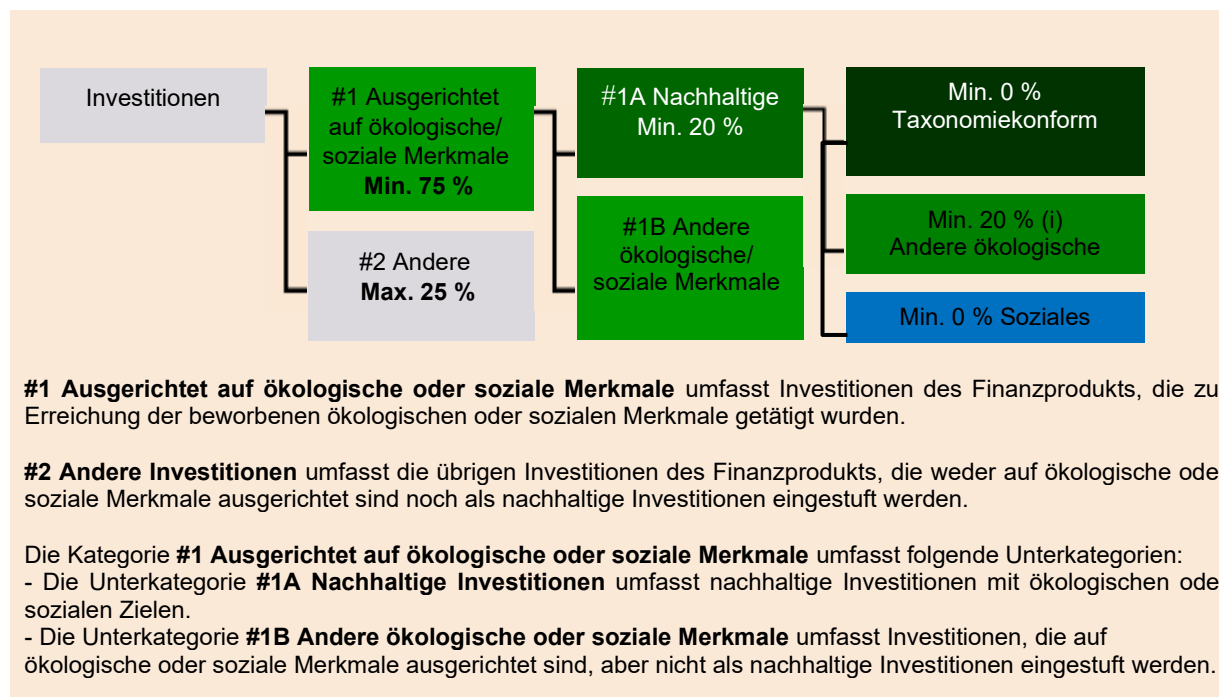 Investitionen
#1 Ausgerichtet
auf ökologische/
soziale Merkmale
Min. 75 %
#2 Andere
Max. 25 %
#1A Nachhaltige
Min. 20 %
#1B Andere
ökologische/
soziale Merkmale
Min. 0 %
Taxonomiekonform
Min. 20 % (i)
Andere ökologische
Min. 0 % Soziales
#1 Ausgerichtet auf ökologische oder soziale Merkmale umfasst Investitionen des Finanzprodukts, die zu
Erreichung der beworbenen ökologischen oder sozialen Merkmale getätigt wurden.
#2 Andere Investitionen umfasst die übrigen Investitionen des Finanzprodukts, die weder auf ökologische ode
soziale Merkmale ausgerichtet sind noch als nachhaltige Investitionen eingestuft werden.
Die Kategorie #1 Ausgerichtet auf ökologische oder soziale Merkmale umfasst folgende Unterkategorien:
- Die Unterkategorie #1A Nachhaltige Investitionen umfasst nachhaltige Investitionen mit ökologischen ode
sozialen Zielen.
- Die Unterkategorie #1B Andere ökologische oder soziale Merkmale umfasst Investitionen, die auf
ökologische oder soziale Merkmale ausgerichtet sind, aber nicht als nachhaltige Investitionen eingestuft werden.